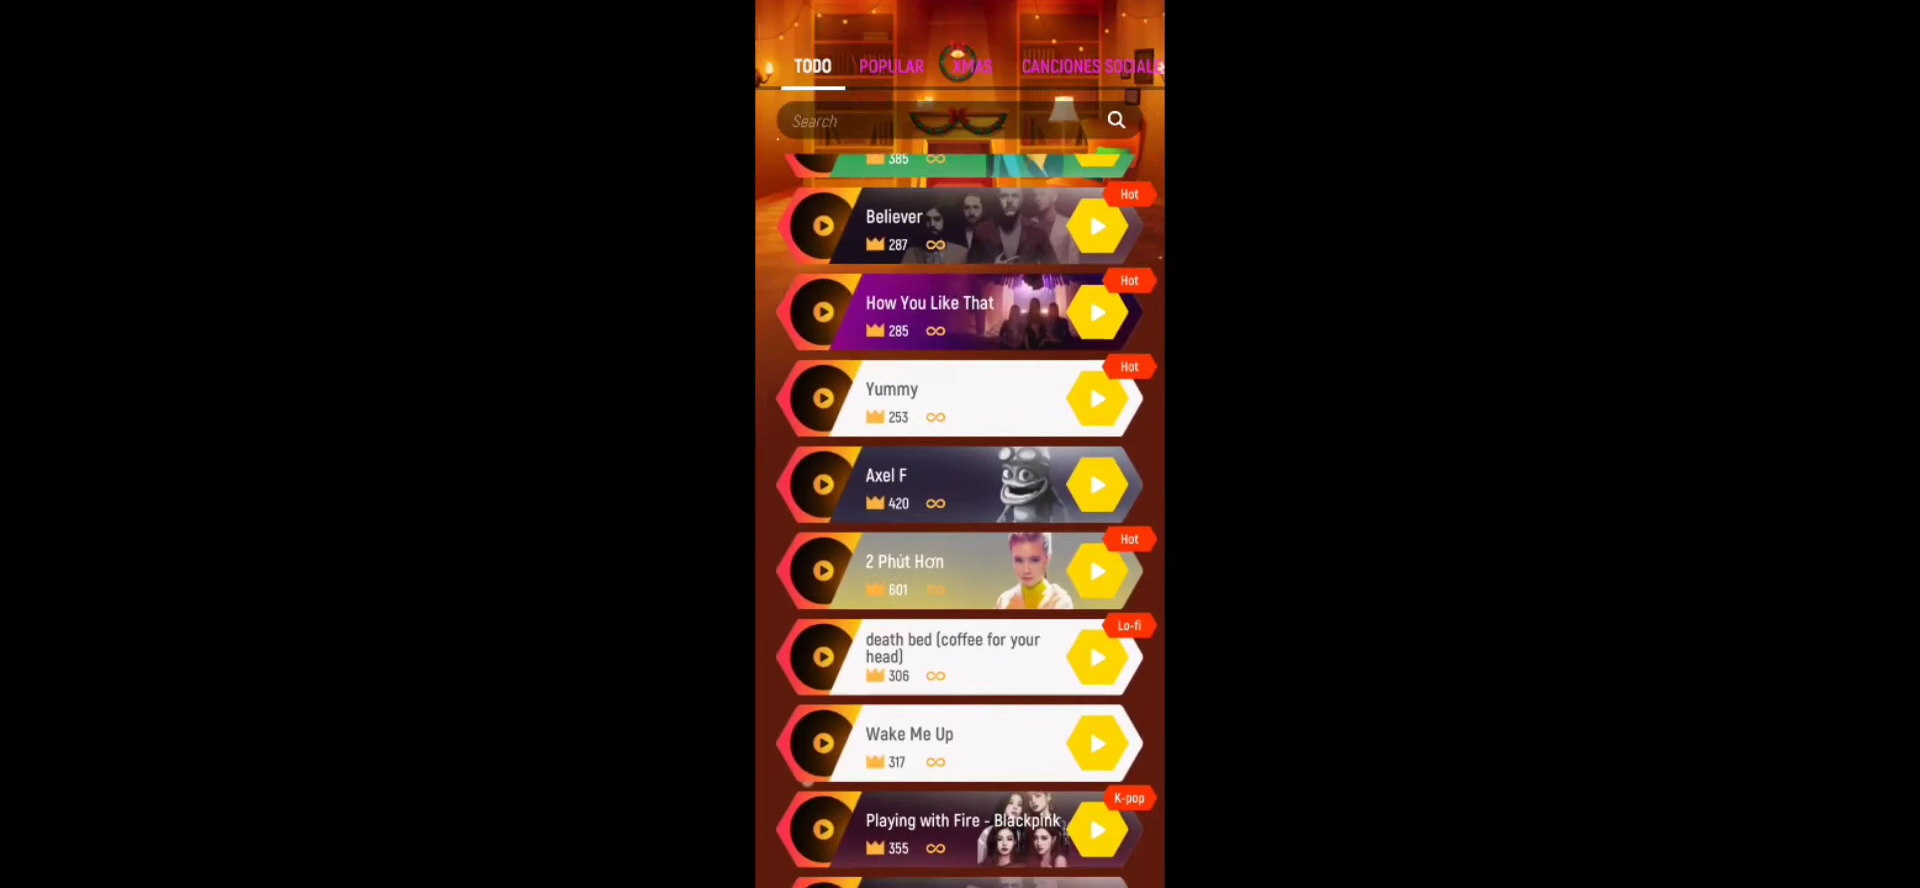 TODO
POPULAR
XMAS
CANCIONES SOCIALE
Search
385
Hot
Believer
287
Hot
How You Like That
285
Hot
Yummy
253
Axel F
420
Hot
2 Phút Hơn
601
Lo-fi
death bed (coffee for your
head)
306
Wake Me Up
317
K-pop
Playing with Fire - Blackpink
355